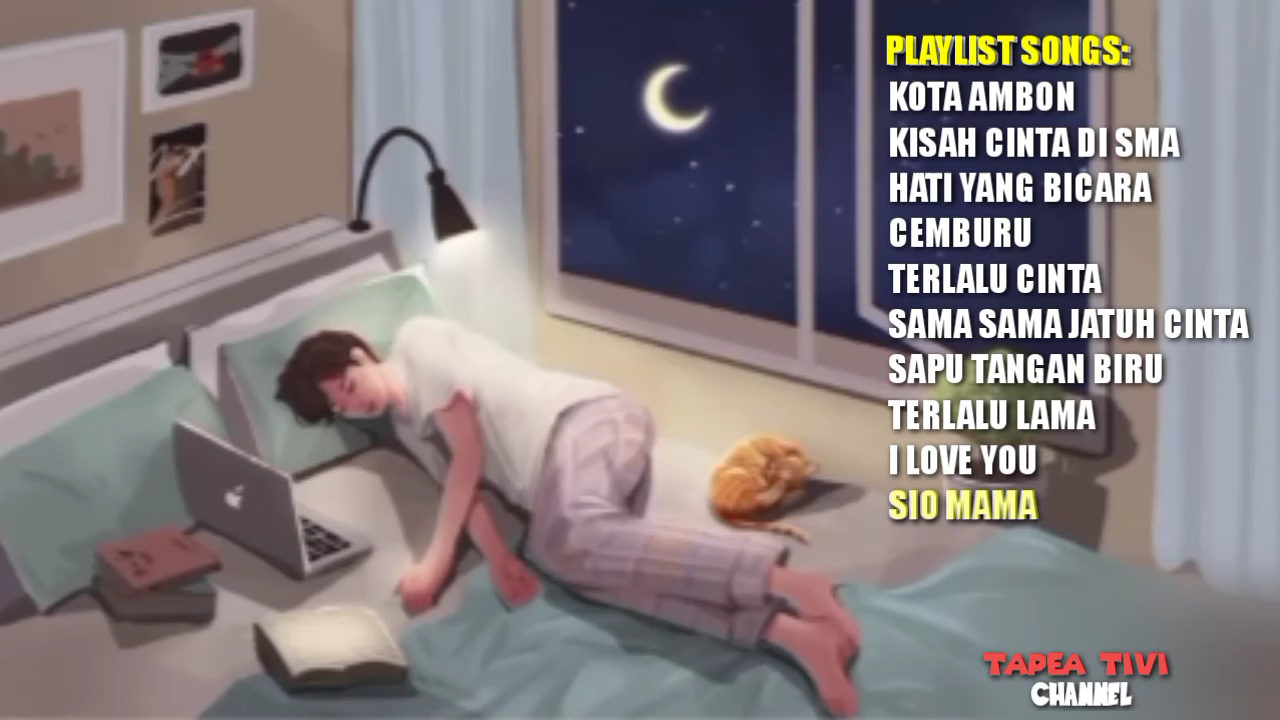 PLAYLIST SONGS:
KOTA AMBON
KISAH CINTA DI SMA
HATI YANG BICARA
CEMBURU
TERLALU CINTA
SAMA SAMA JATUH CINTA
SAPU TANGAN BIRU
TERLALU LAMA
I LOVE YOU
SIO MAMA
TAPEA TIVI
CHANNEL